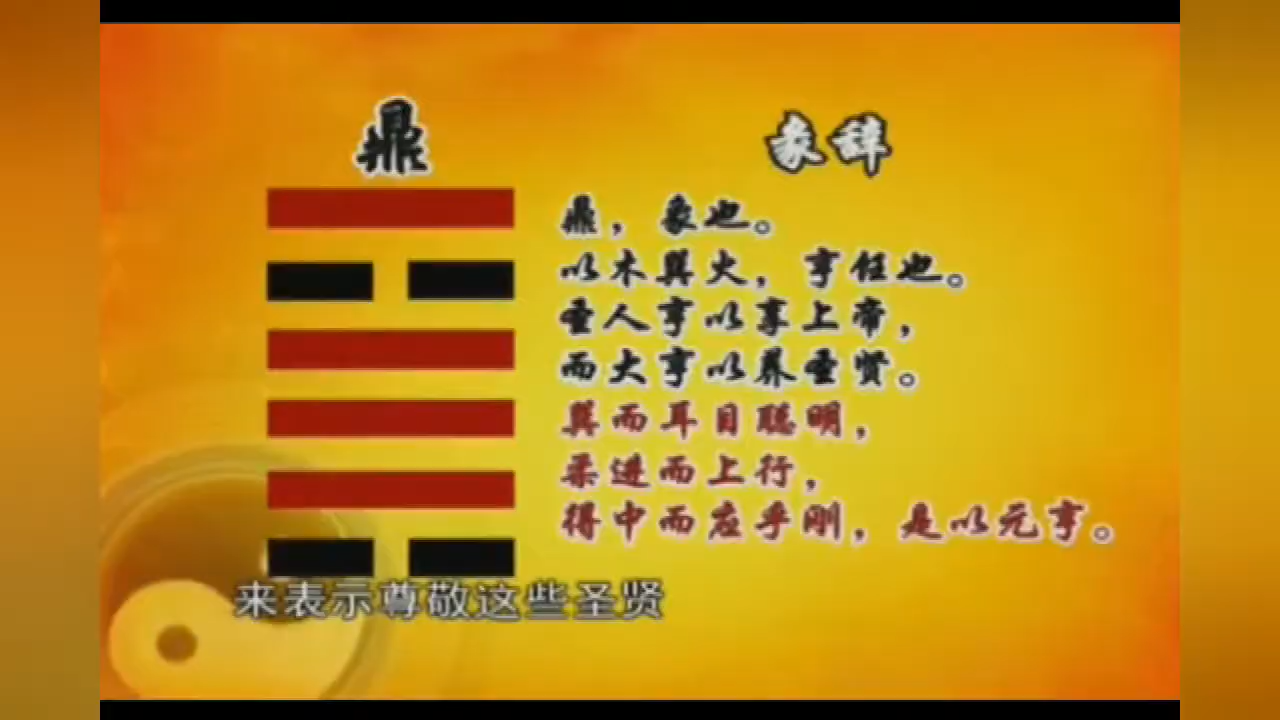 鼎
彖辞
鼎，象也。
以木巽火，亨饪也。
圣人亨以享上帝，
而大亨以养圣贤。
巽而耳目聪明，
柔进而上行，
得中而应乎刚，是以元亨。
来表示尊敬这些圣贤